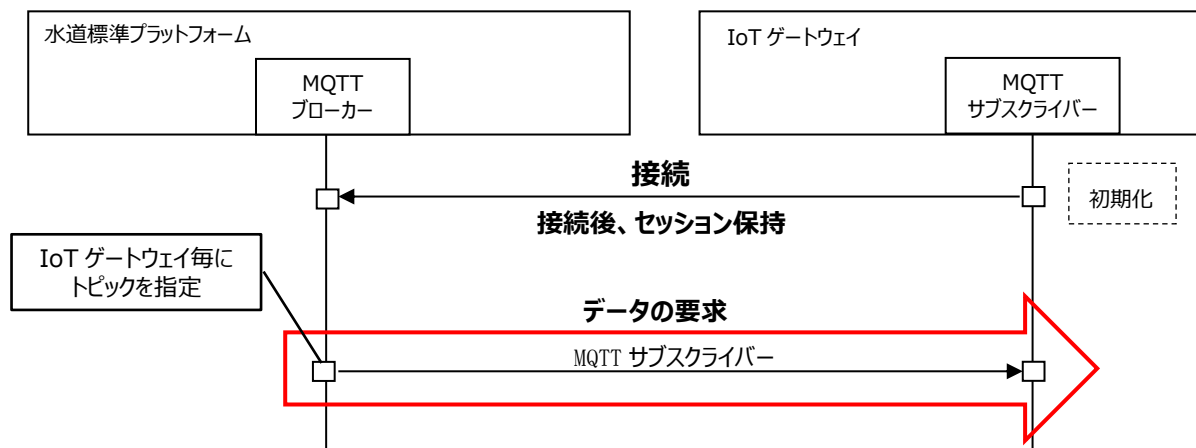 水道標準プラットフォーム
IoT ゲートウェイ
MQTT
ブローカー
MQTT
サブスクライバー
接続
初期化
接続後、セッション保持
IoT ゲートウェイ毎に
トピックを指定
データの要求
MQTT サブスクライバー